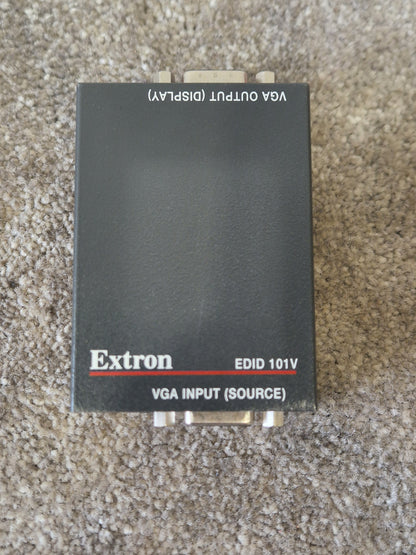 VGA OUTPUT (DISPLAY)
Extron
EDID 101V
VGA INPUT (SOURCE)